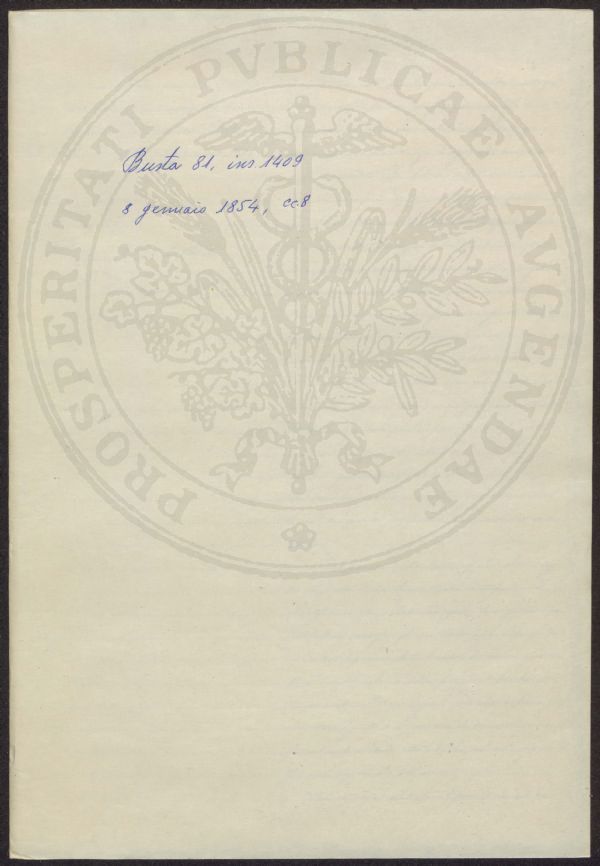 Busta 81, ins 1409
8 gennaio 1854, cc. 8
PROSPERITATI PVBLICAE AVGENDAE